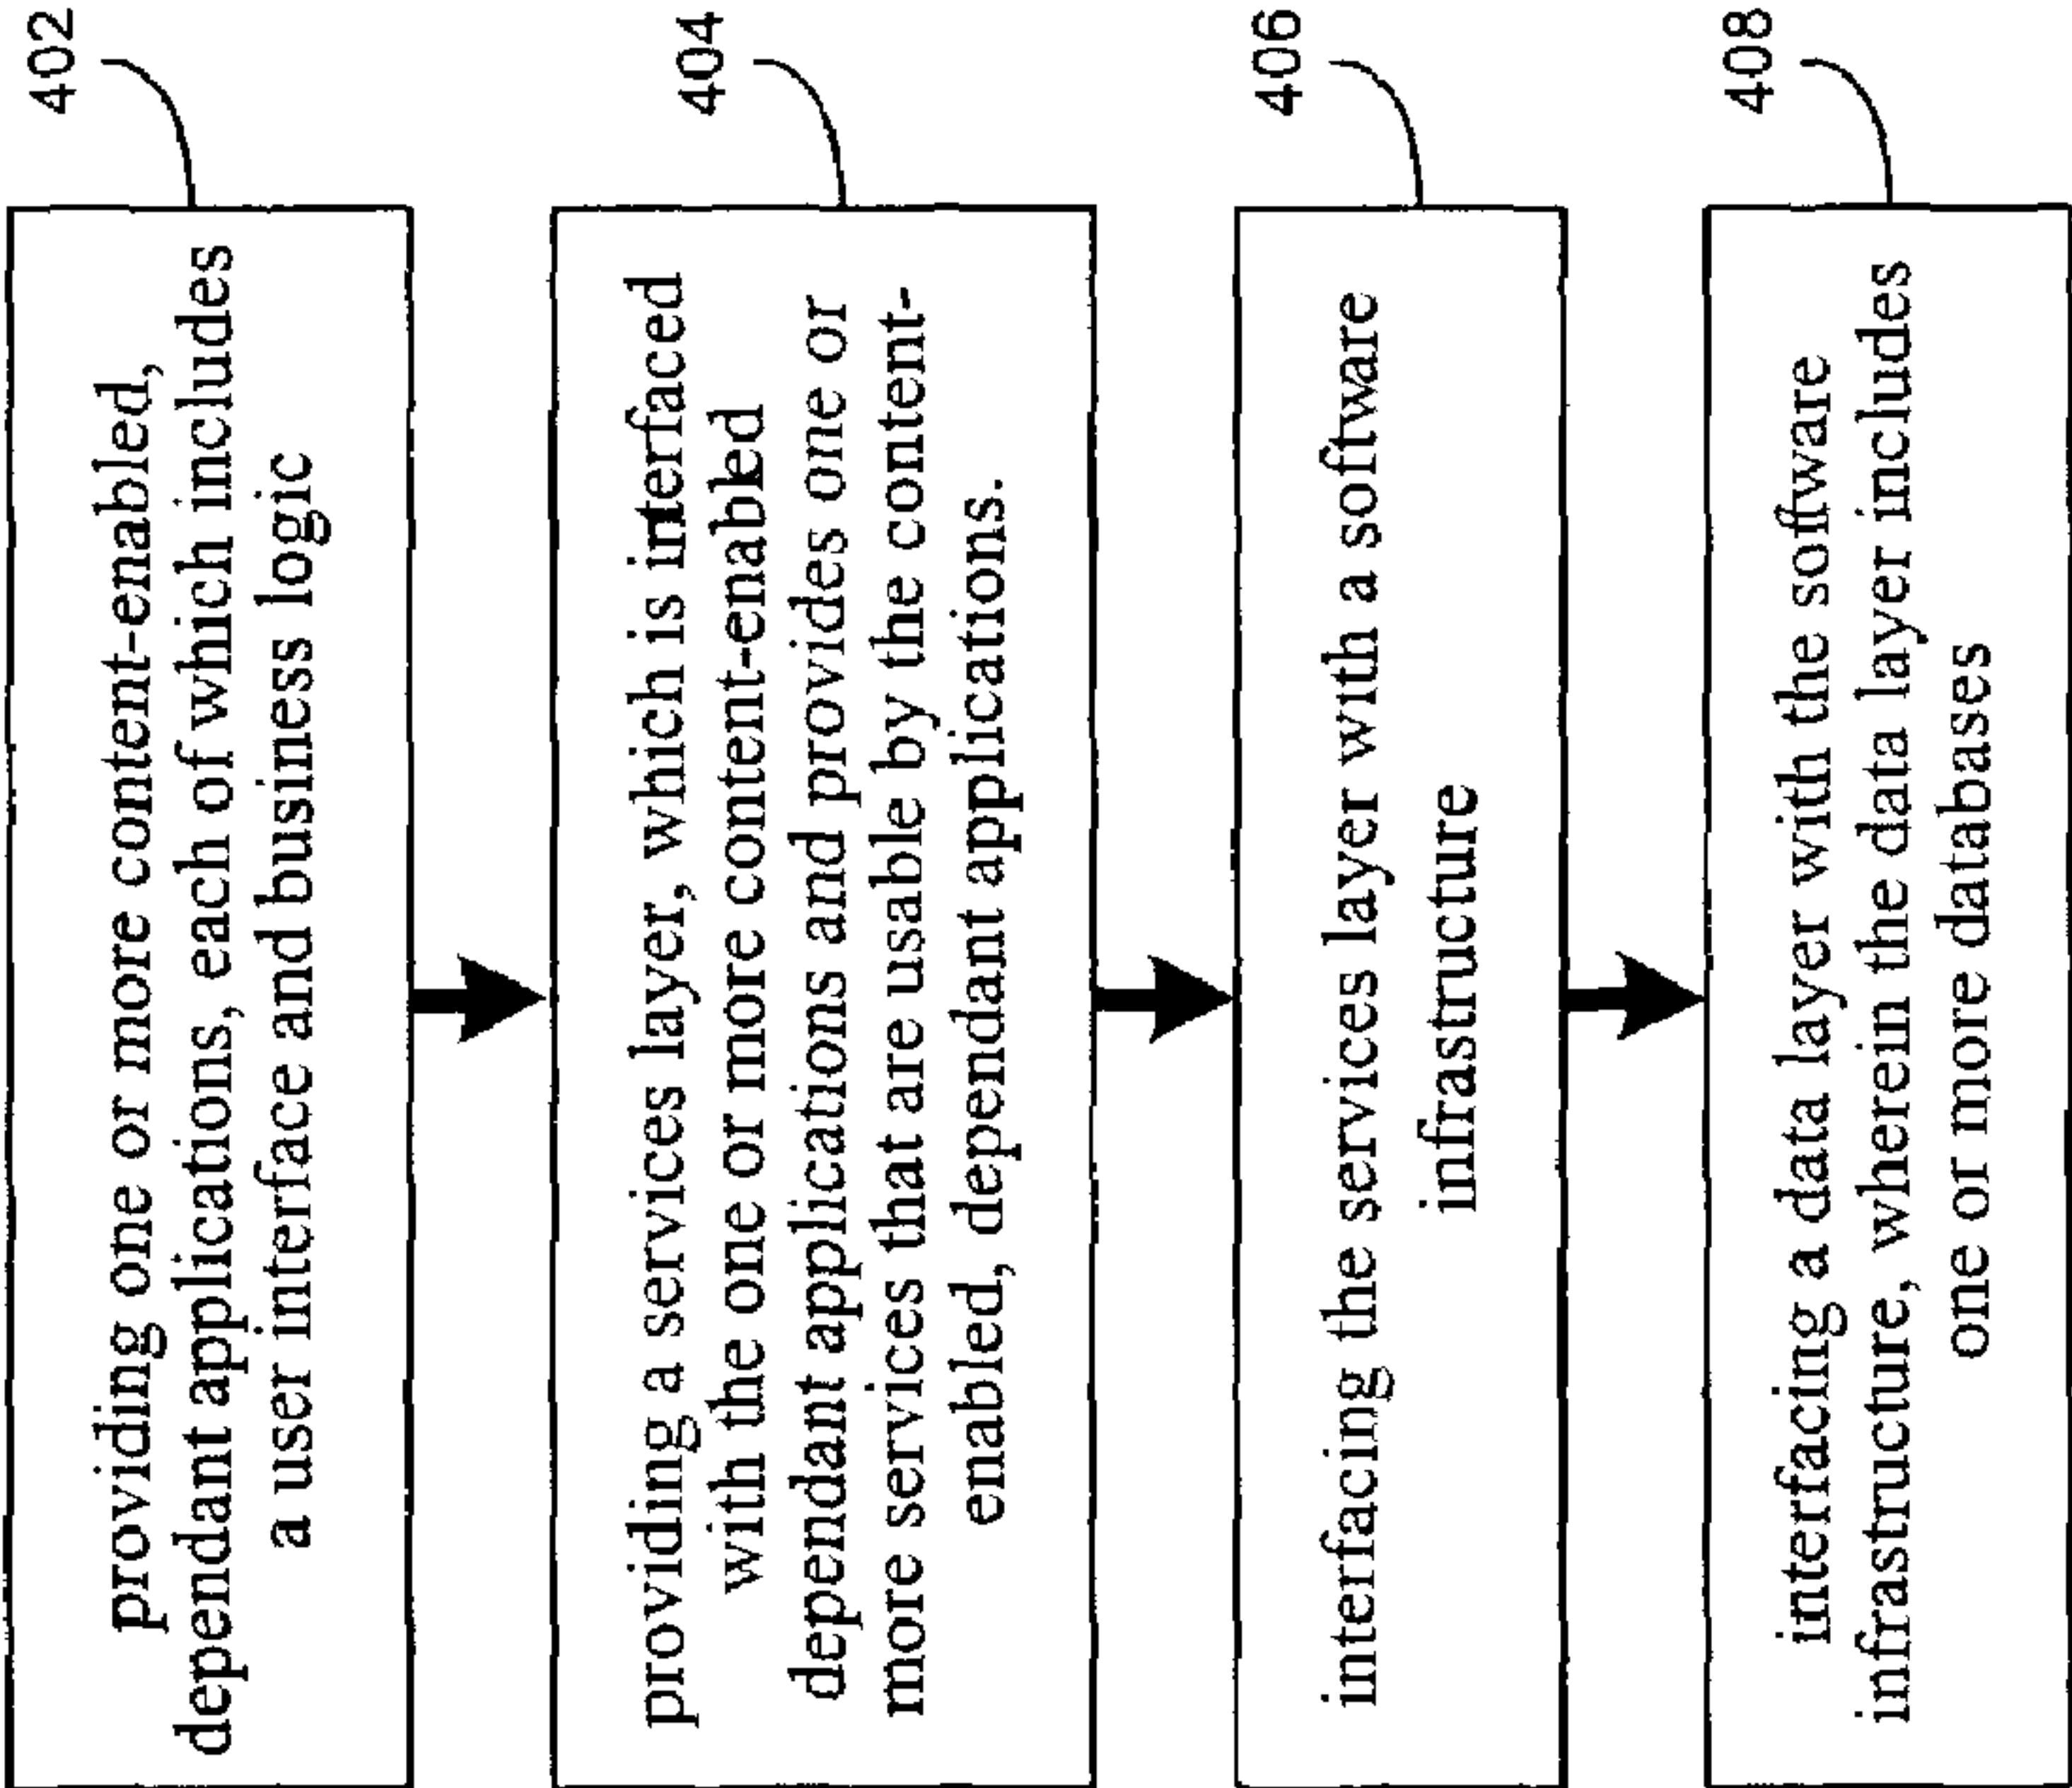 402
providing one or more content-enabled,
dependant applications, each of which includes
a user interface and business logic
404
providing a services layer, which is interfaced
with the one or more content-enabled
dependant applications and provides one or
more services that are usable by the content-
enabled, dependant applications.
406
interfacing the services layer with a software
infrastructure
408
interfacing a data layer with the software
infrastructure, wherein the data layer includes
one or more databases